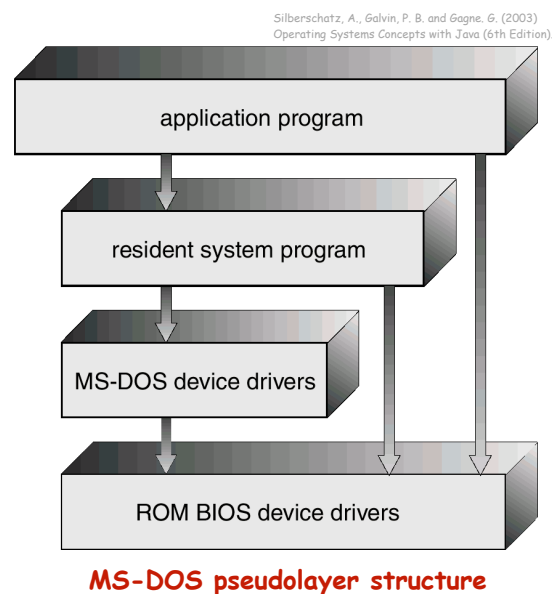 Silberschatz, A., Galvin, P. B. and Gagne. G. (2003)
Operating Systems Concepts with Java (6th Edition).
application program
resident system program
MS-DOS device drivers
ROM BIOS device drivers
MS-DOS pseudolayer structure